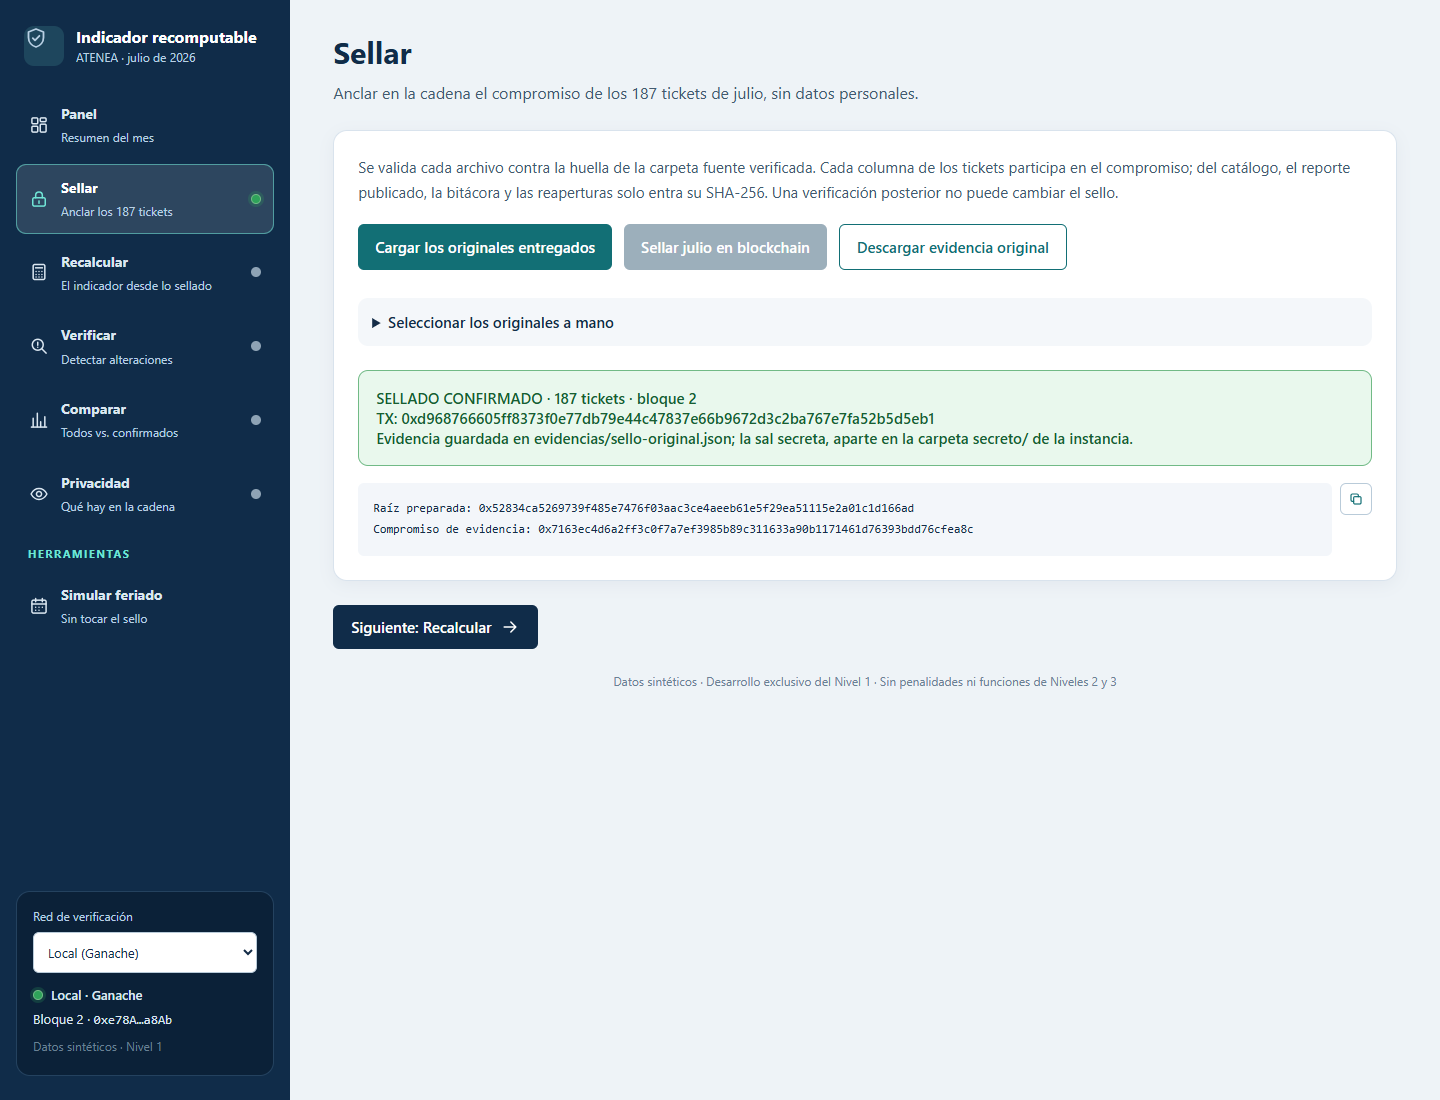 Indicador recomputable
ATENEA · julio de 2026
Panel
Resumen del mes
Sellar
Anclar los 187 tickets
Recalcular
El indicador desde lo sellado
Verificar
Detectar alteraciones
Comparar
Todos vs. confirmados
Privacidad
Qué hay en la cadena
HERRAMIENTAS
Simular feriado
Sin tocar el sello
Red de verificación
Local (Ganache)
Local · Ganache
Bloque 2 · 0xe78A…a8Ab
Datos sintéticos · Nivel 1
Sellar
Anclar en la cadena el compromiso de los 187 tickets de julio, sin datos personales.
Se valida cada archivo contra la huella de la carpeta fuente verificada. Cada columna de los tickets participa en el compromiso; del catálogo, el reporte
publicado, la bitácora y las reaperturas solo entra su SHA-256. Una verificación posterior no puede cambiar el sello.
Cargar los originales entregados
Sellar julio en blockchain
Descargar evidencia original
Seleccionar los originales a mano
SELLADO CONFIRMADO · 187 tickets · bloque 2
TX: 0xd968766605ff8373f0e77db79e44c47837e66b9672d3c2ba767e7fa52b5d5eb1
Evidencia guardada en evidencias/sello-original.json; la sal secreta, aparte en la carpeta secreto/ de la instancia.
Raíz preparada: 0x52834ca5269739f485e7476f03aac3ce4aeeb61e5f29ea51115e2a01c1d166ad
Compromiso de evidencia: 0x7163ec4d6a2ff3c0f7a7ef3985b89c311633a90b1171461d76393bdd76cfea8c
Siguiente: Recalcular
Datos sintéticos · Desarrollo exclusivo del Nivel 1 · Sin penalidades ni funciones de Niveles 2 y 3